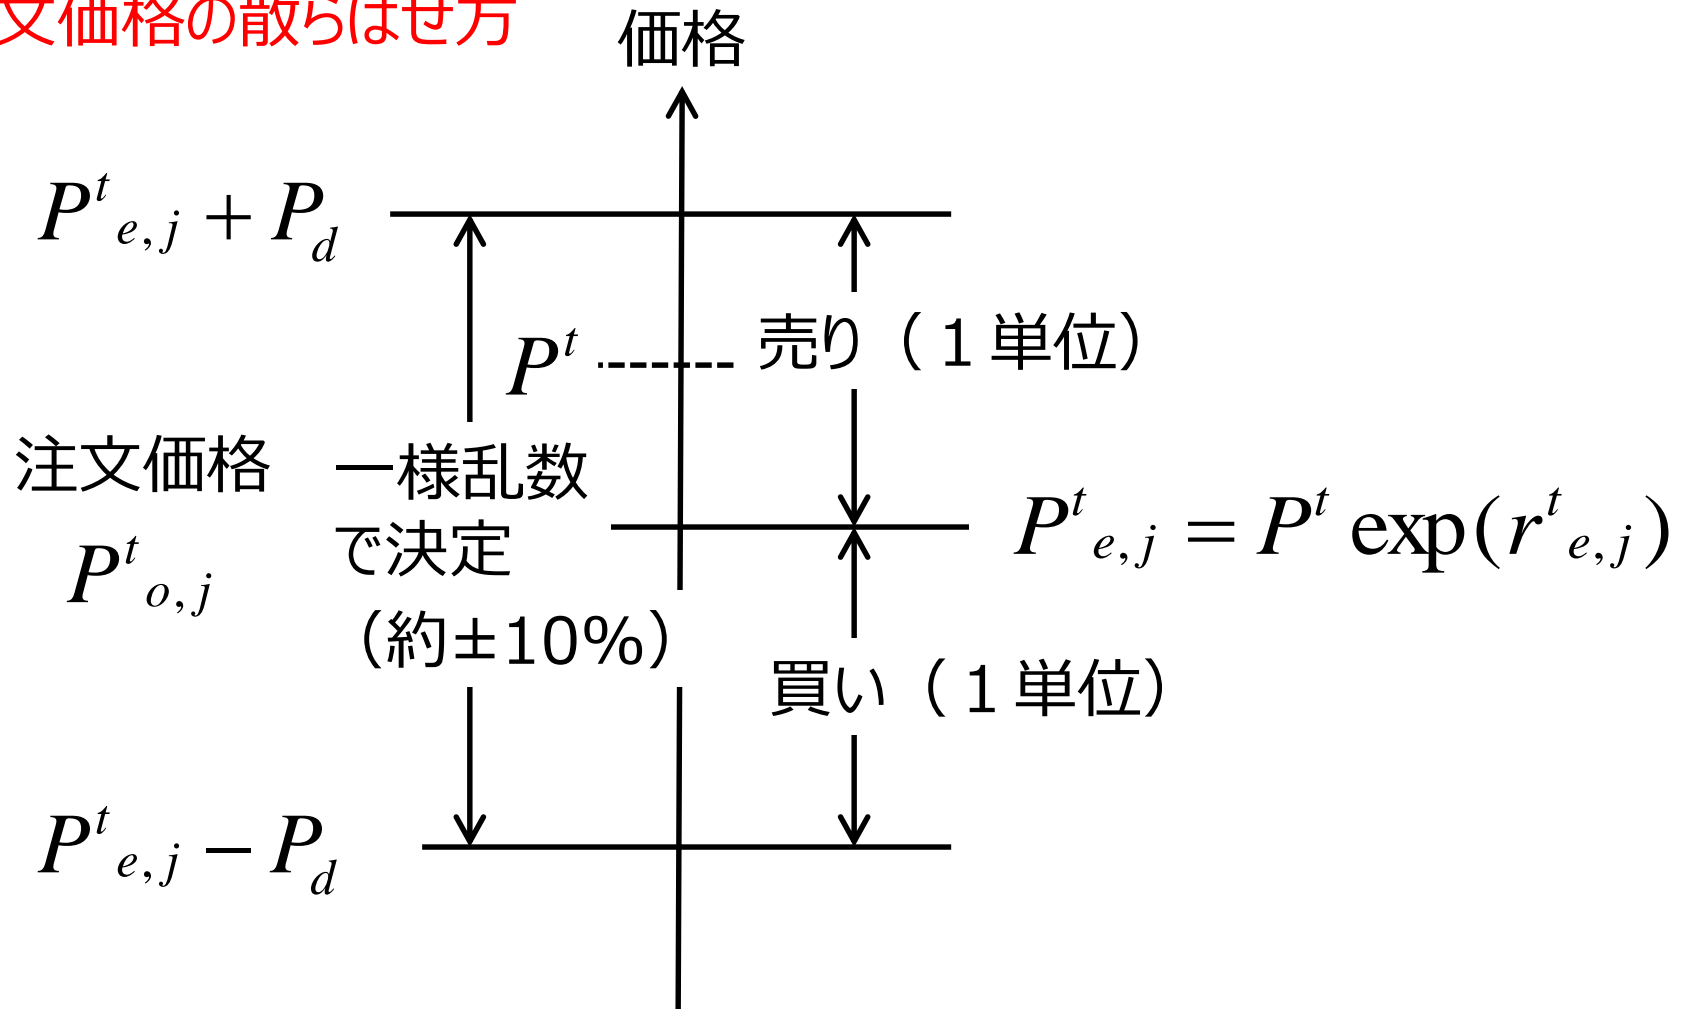 文価格の散らばせ方
価格
P^t_{e,j} + P_d
売り（１単位）
P^t
注文価格
P^t_{o,j}
一様乱数
で決定
（約±10%）
P^t_{e,j} = P^t exp(r^t_{e,j})
買い（１単位）
P^t_{e,j} − P_d